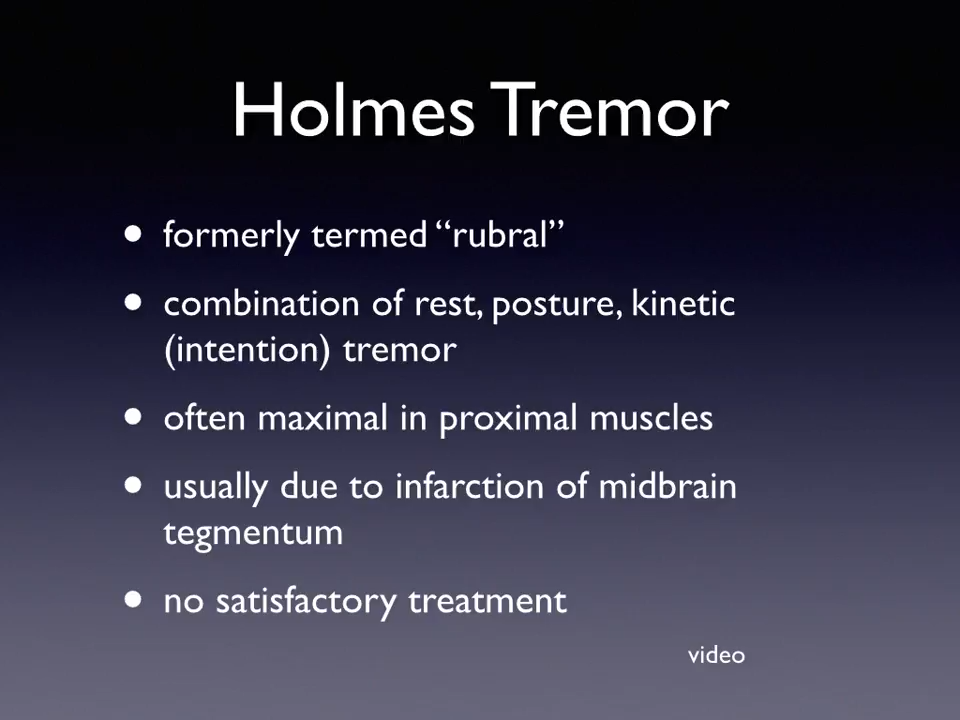 Holmes Tremor
• formerly termed “rubral”
• combination of rest, posture, kinetic
(intention) tremor
• often maximal in proximal muscles
• usually due to infarction of midbrain
tegmentum
• no satisfactory treatment
video